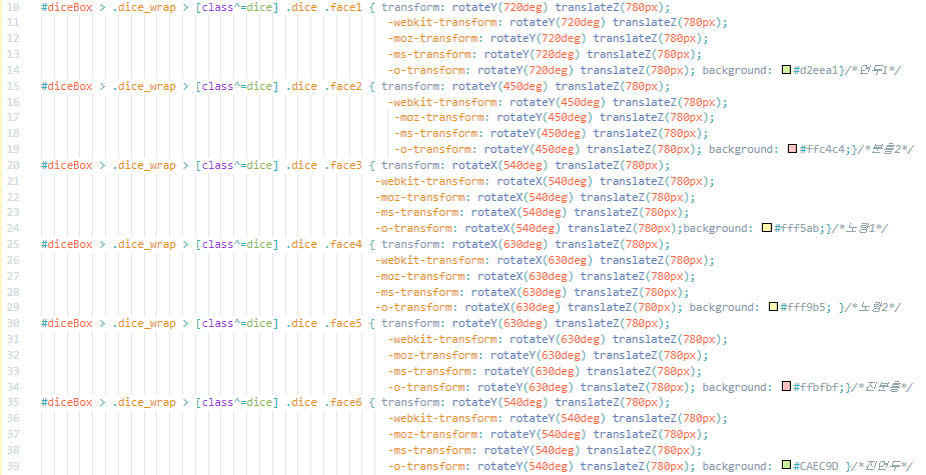 10 #diceBox > .dice_wrap > [class^=dice] .dice .face1 { transform: rotateY(720deg) translateZ(780px);
11 -webkit-transform: rotateY(720deg) translateZ(780px);
12 -moz-transform: rotateY(720deg) translateZ(780px);
13 -ms-transform: rotateY(720deg) translateZ(780px);
14 -o-transform: rotateY(720deg) translateZ(780px); background: #d2eea1}/*연두1*/
15 #diceBox > .dice_wrap > [class^=dice] .dice .face2 { transform: rotateY(450deg) translateZ(780px);
16 -webkit-transform: rotateY(450deg) translateZ(780px);
17 -moz-transform: rotateY(450deg) translateZ(780px);
18 -ms-transform: rotateY(450deg) translateZ(780px);
19 -o-transform: rotateY(450deg) translateZ(780px); background: #ffc4c4;}/*분홍2*/
20 #diceBox > .dice_wrap > [class^=dice] .dice .face3 { transform: rotateX(540deg) translateZ(780px);
21 -webkit-transform: rotateX(540deg) translateZ(780px);
22 -moz-transform: rotateX(540deg) translateZ(780px);
23 -ms-transform: rotateX(540deg) translateZ(780px);
24 -o-transform: rotateX(540deg) translateZ(780px);background: #fff5ab;}/*노랑1*/
25 #diceBox > .dice_wrap > [class^=dice] .dice .face4 { transform: rotateX(630deg) translateZ(780px);
26 -webkit-transform: rotateX(630deg) translateZ(780px);
27 -moz-transform: rotateX(630deg) translateZ(780px);
28 -ms-transform: rotateX(630deg) translateZ(780px);
29 -o-transform: rotateX(630deg) translateZ(780px); background: #fff9b5; }/*노랑2*/
30 #diceBox > .dice_wrap > [class^=dice] .dice .face5 { transform: rotateY(630deg) translateZ(780px);
31 -webkit-transform: rotateY(630deg) translateZ(780px);
32 -moz-transform: rotateY(630deg) translateZ(780px);
33 -ms-transform: rotateY(630deg) translateZ(780px);
34 -o-transform: rotateY(630deg) translateZ(780px); background: #ffbfbf;}/*진분홍*/
35 #diceBox > .dice_wrap > [class^=dice] .dice .face6 { transform: rotateY(540deg) translateZ(780px);
36 -webkit-transform: rotateY(540deg) translateZ(780px);
37 -moz-transform: rotateY(540deg) translateZ(780px);
38 -ms-transform: rotateY(540deg) translateZ(780px);
39 -o-transform: rotateY(540deg) translateZ(780px); background: #CAEC9D }/*진연두*/